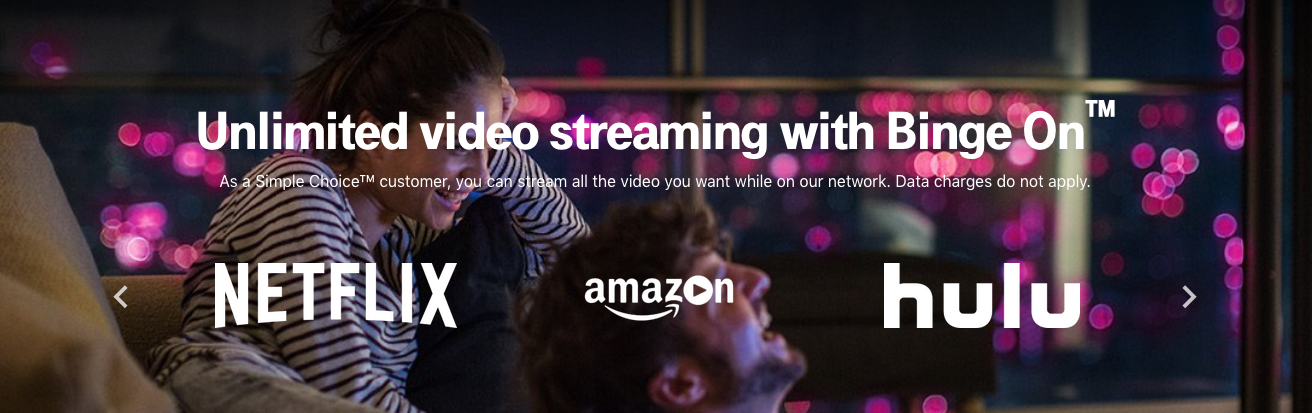 Unlimited video streaming with Binge On™
As a Simple Choice™ customer, you can stream all the video you want while on our network. Data charges do not apply.
NETFLIX amazon hulu